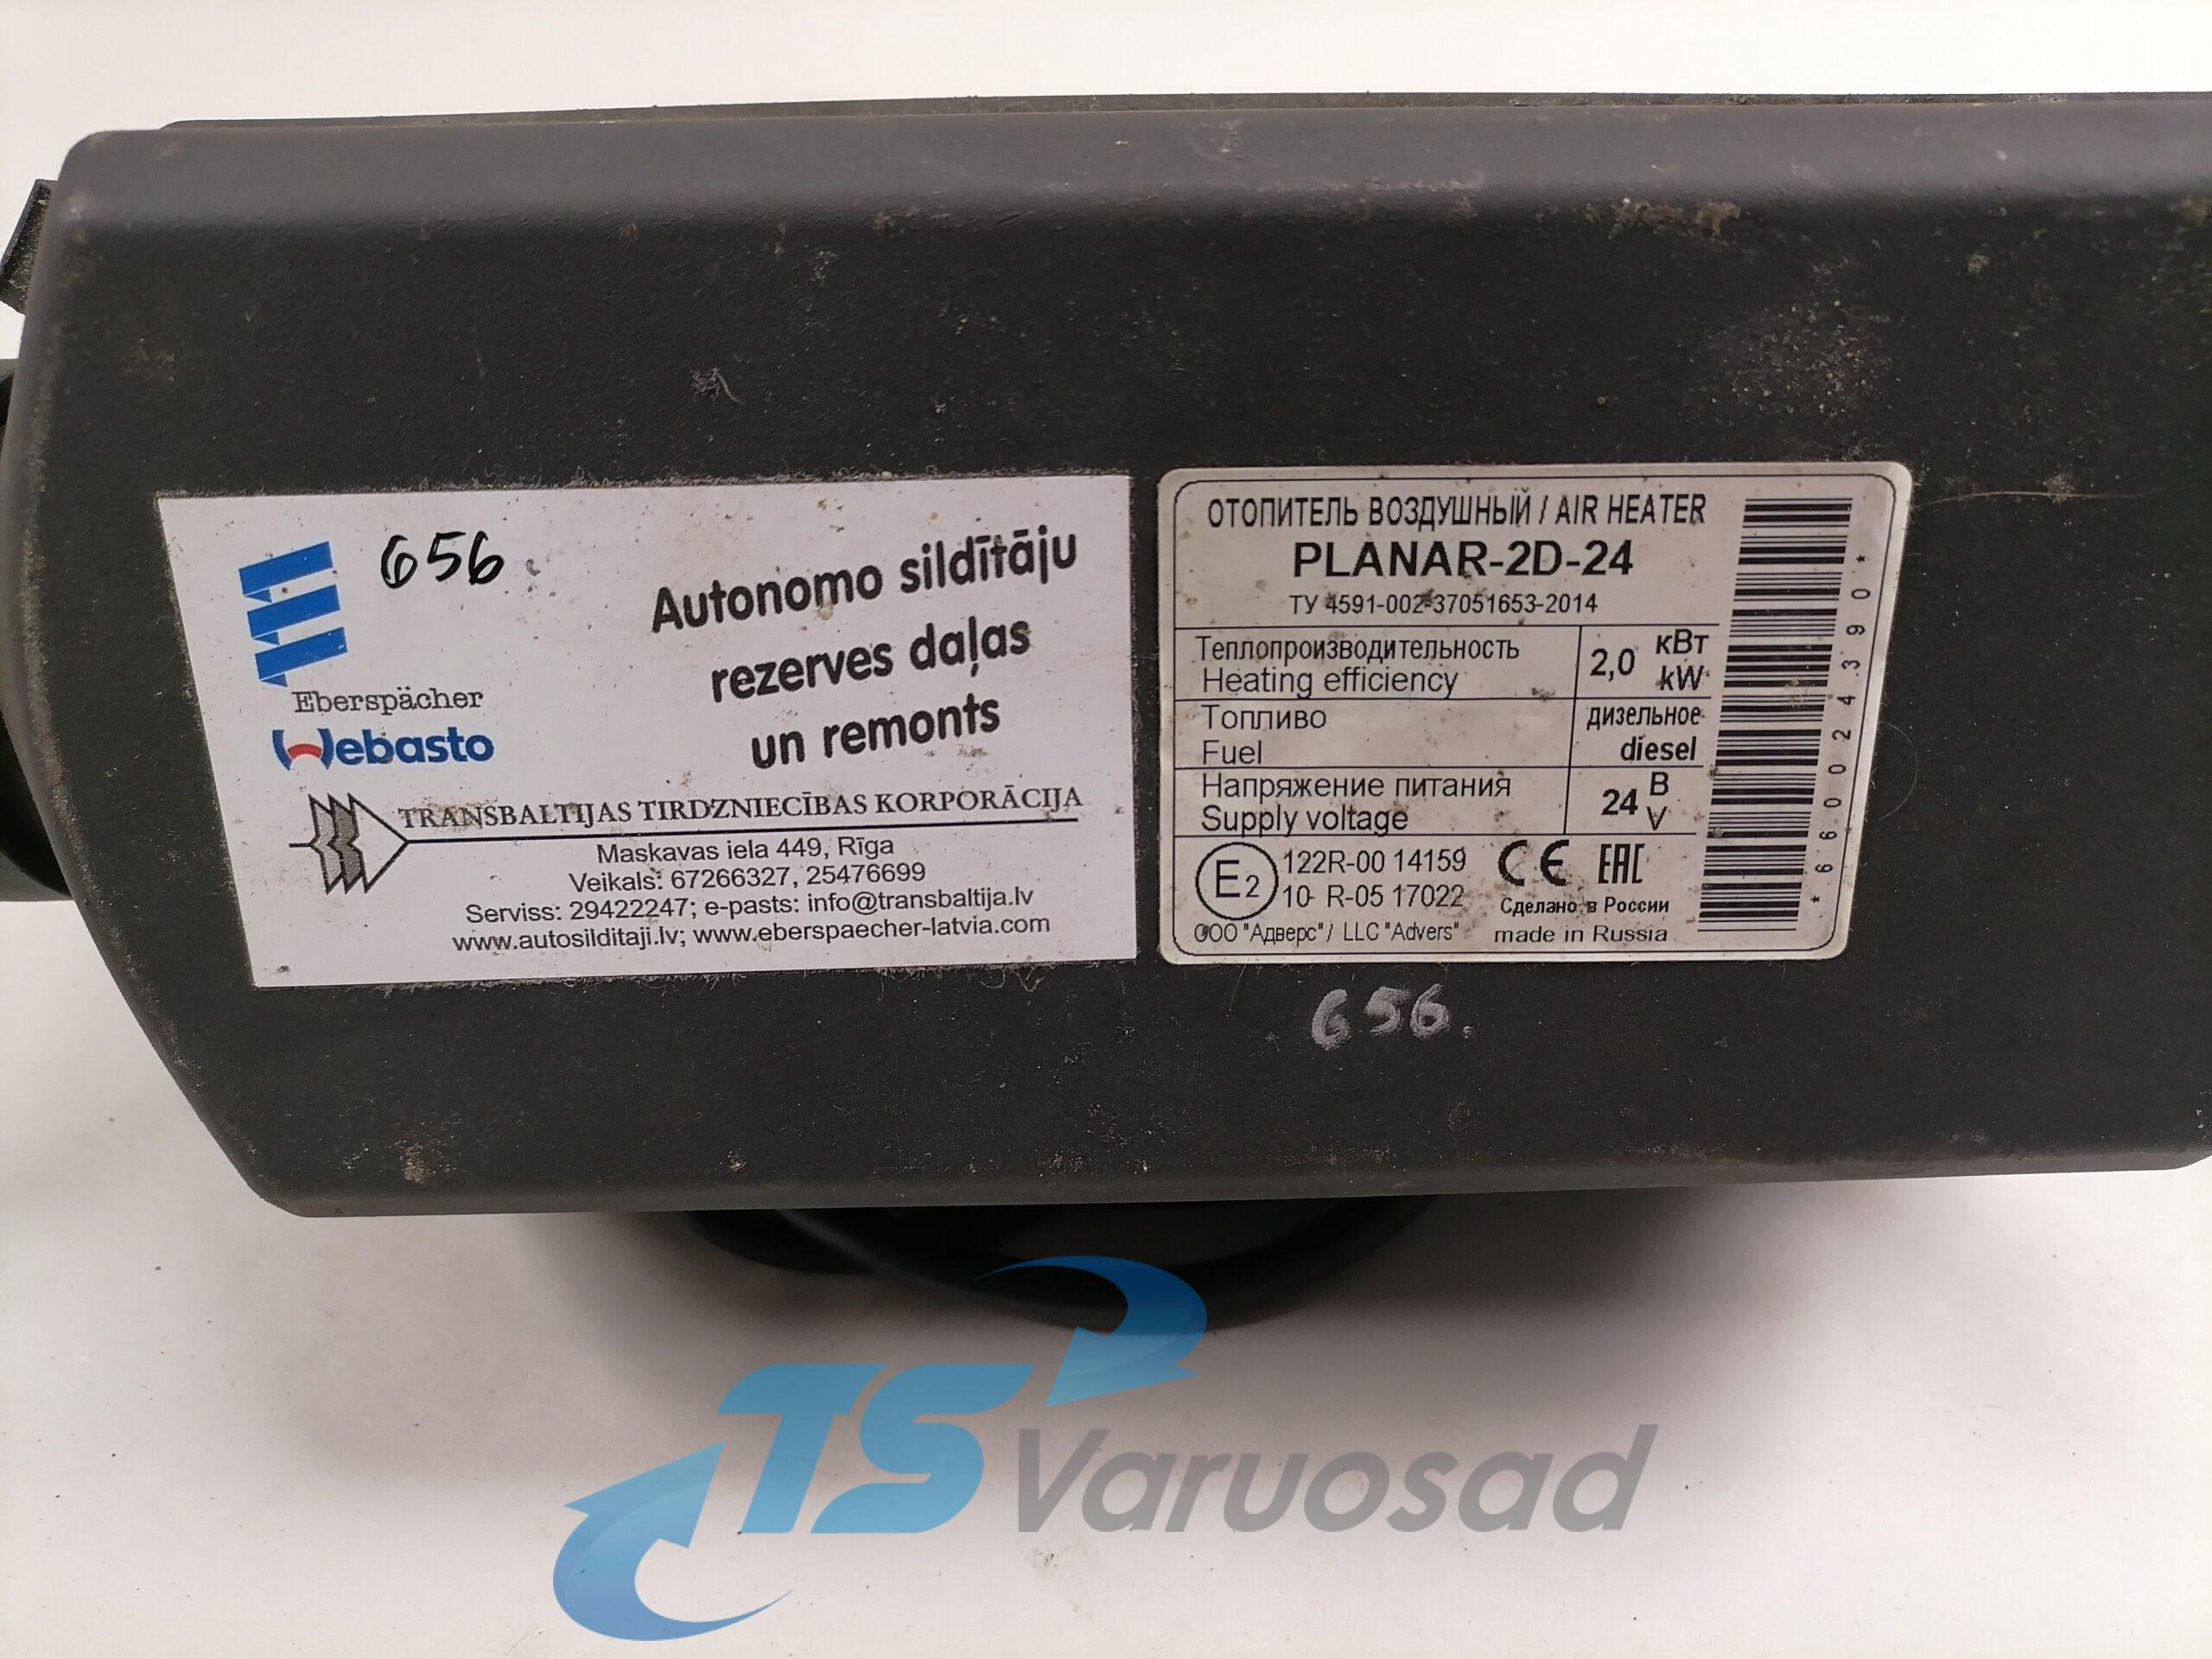 656.
Autonomo sildītāju
rezerves daļas
un remonts
Eberspächer
Webasto
TRANSBALTIJAS TIRDZNIECĪBAS KORPORĀCIJA
Maskavas iela 449, Rīga
Veikals: 67266327, 25476699
Serviss: 29422247; e-pasts: info@transbaltija.lv
www.autosilditaji.lv; www.eberspaecher-latvia.com
ОТОПИТЕЛЬ ВОЗДУШНЫЙ / AIR HEATER
PLANAR-2D-24
ТУ 4591-002-37051653-2014
Теплопроизводительность
Heating efficiency
2,0 кВт
kW
Топливо
Fuel
дизельное
diesel
Напряжение питания
Supply voltage
24 В
V
E2 122R-00 14159
10 R-05 17022
CE EAC
Сделано в России
ООО "Адверс" / LLC "Advers" made in Russia
*660024390*
656.
TS Varuosad